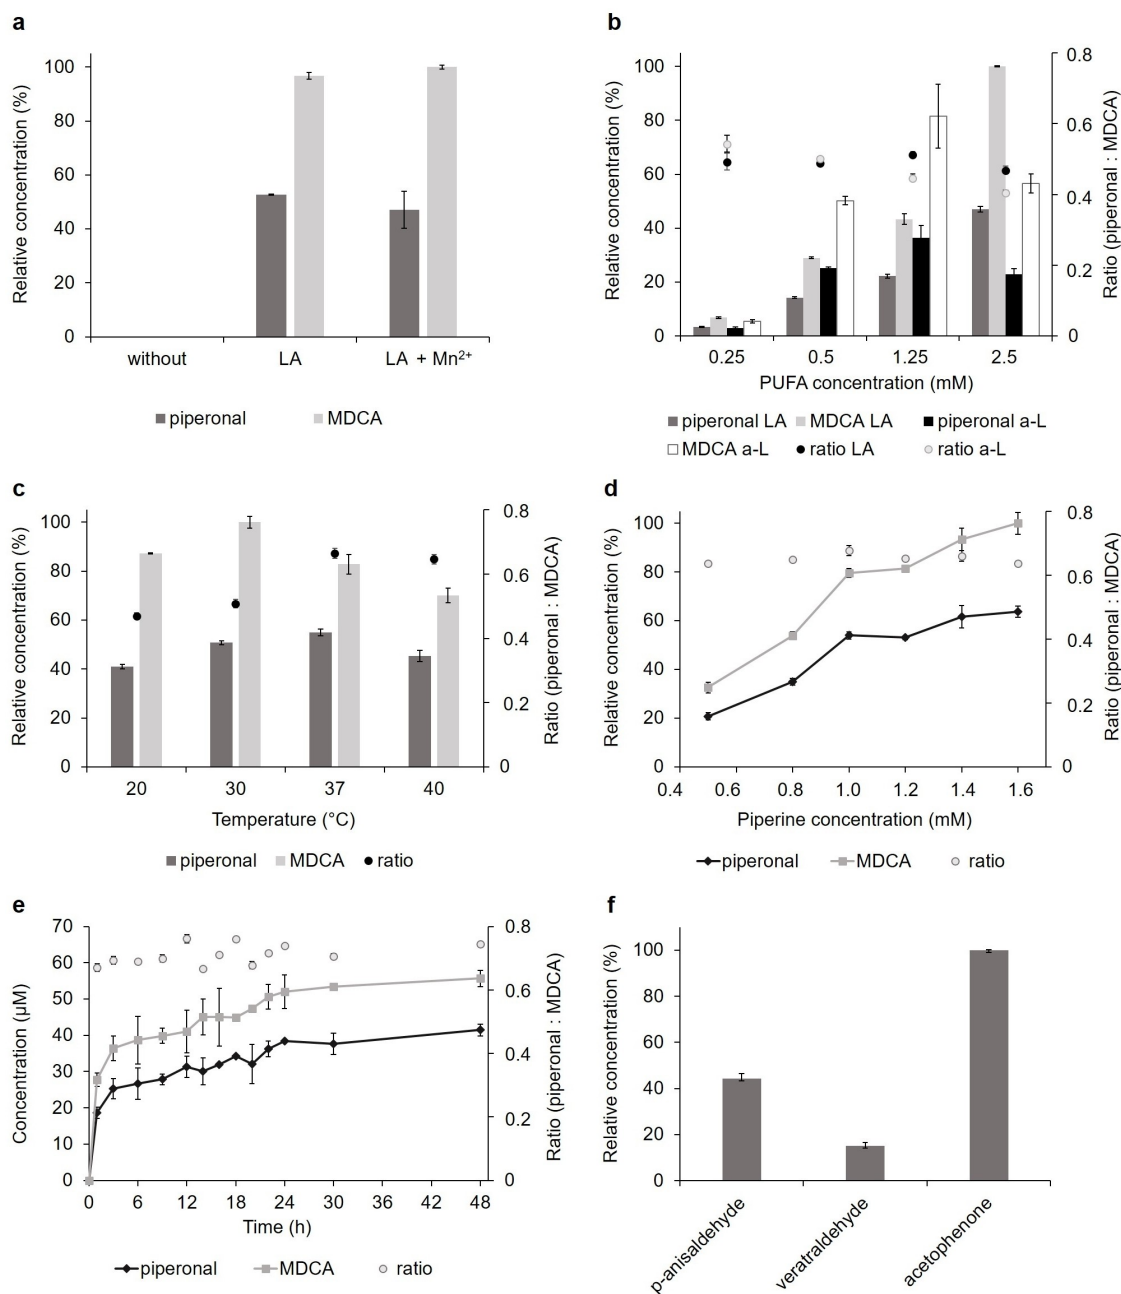 a
Relative concentration (%)
100
80
60
40
20
0
without LA LA + Mn²⁺
piperonal MDCA
b
Relative concentration (%)
100
80
60
40
20
0
0.8
0.6
0.4
0.2
0
Ratio (piperonal : MDCA)
0.25 0.5 1.25 2.5
PUFA concentration (mM)
piperonal LA MDCA LA piperonal a-L
MDCA a-L ratio LA ratio a-L
c
Relative concentration (%)
100
80
60
40
20
0
0.8
0.6
0.4
0.2
0
Ratio (piperonal : MDCA)
20 30 37 40
Temperature (°C)
piperonal MDCA ratio
d
Relative concentration (%)
100
80
60
40
20
0
0.8
0.6
0.4
0.2
0
Ratio (piperonal : MDCA)
0.4 0.6 0.8 1.0 1.2 1.4 1.6
Piperine concentration (mM)
piperonal MDCA ratio
e
Concentration (µM)
70
60
50
40
30
20
10
0
0.8
0.6
0.4
0.2
0
Ratio (piperonal : MDCA)
0 6 12 18 24 30 36 42 48
Time (h)
piperonal MDCA ratio
f
Relative concentration (%)
100
80
60
40
20
0
p-anisaldehyde
veratraldehyde
acetophenone